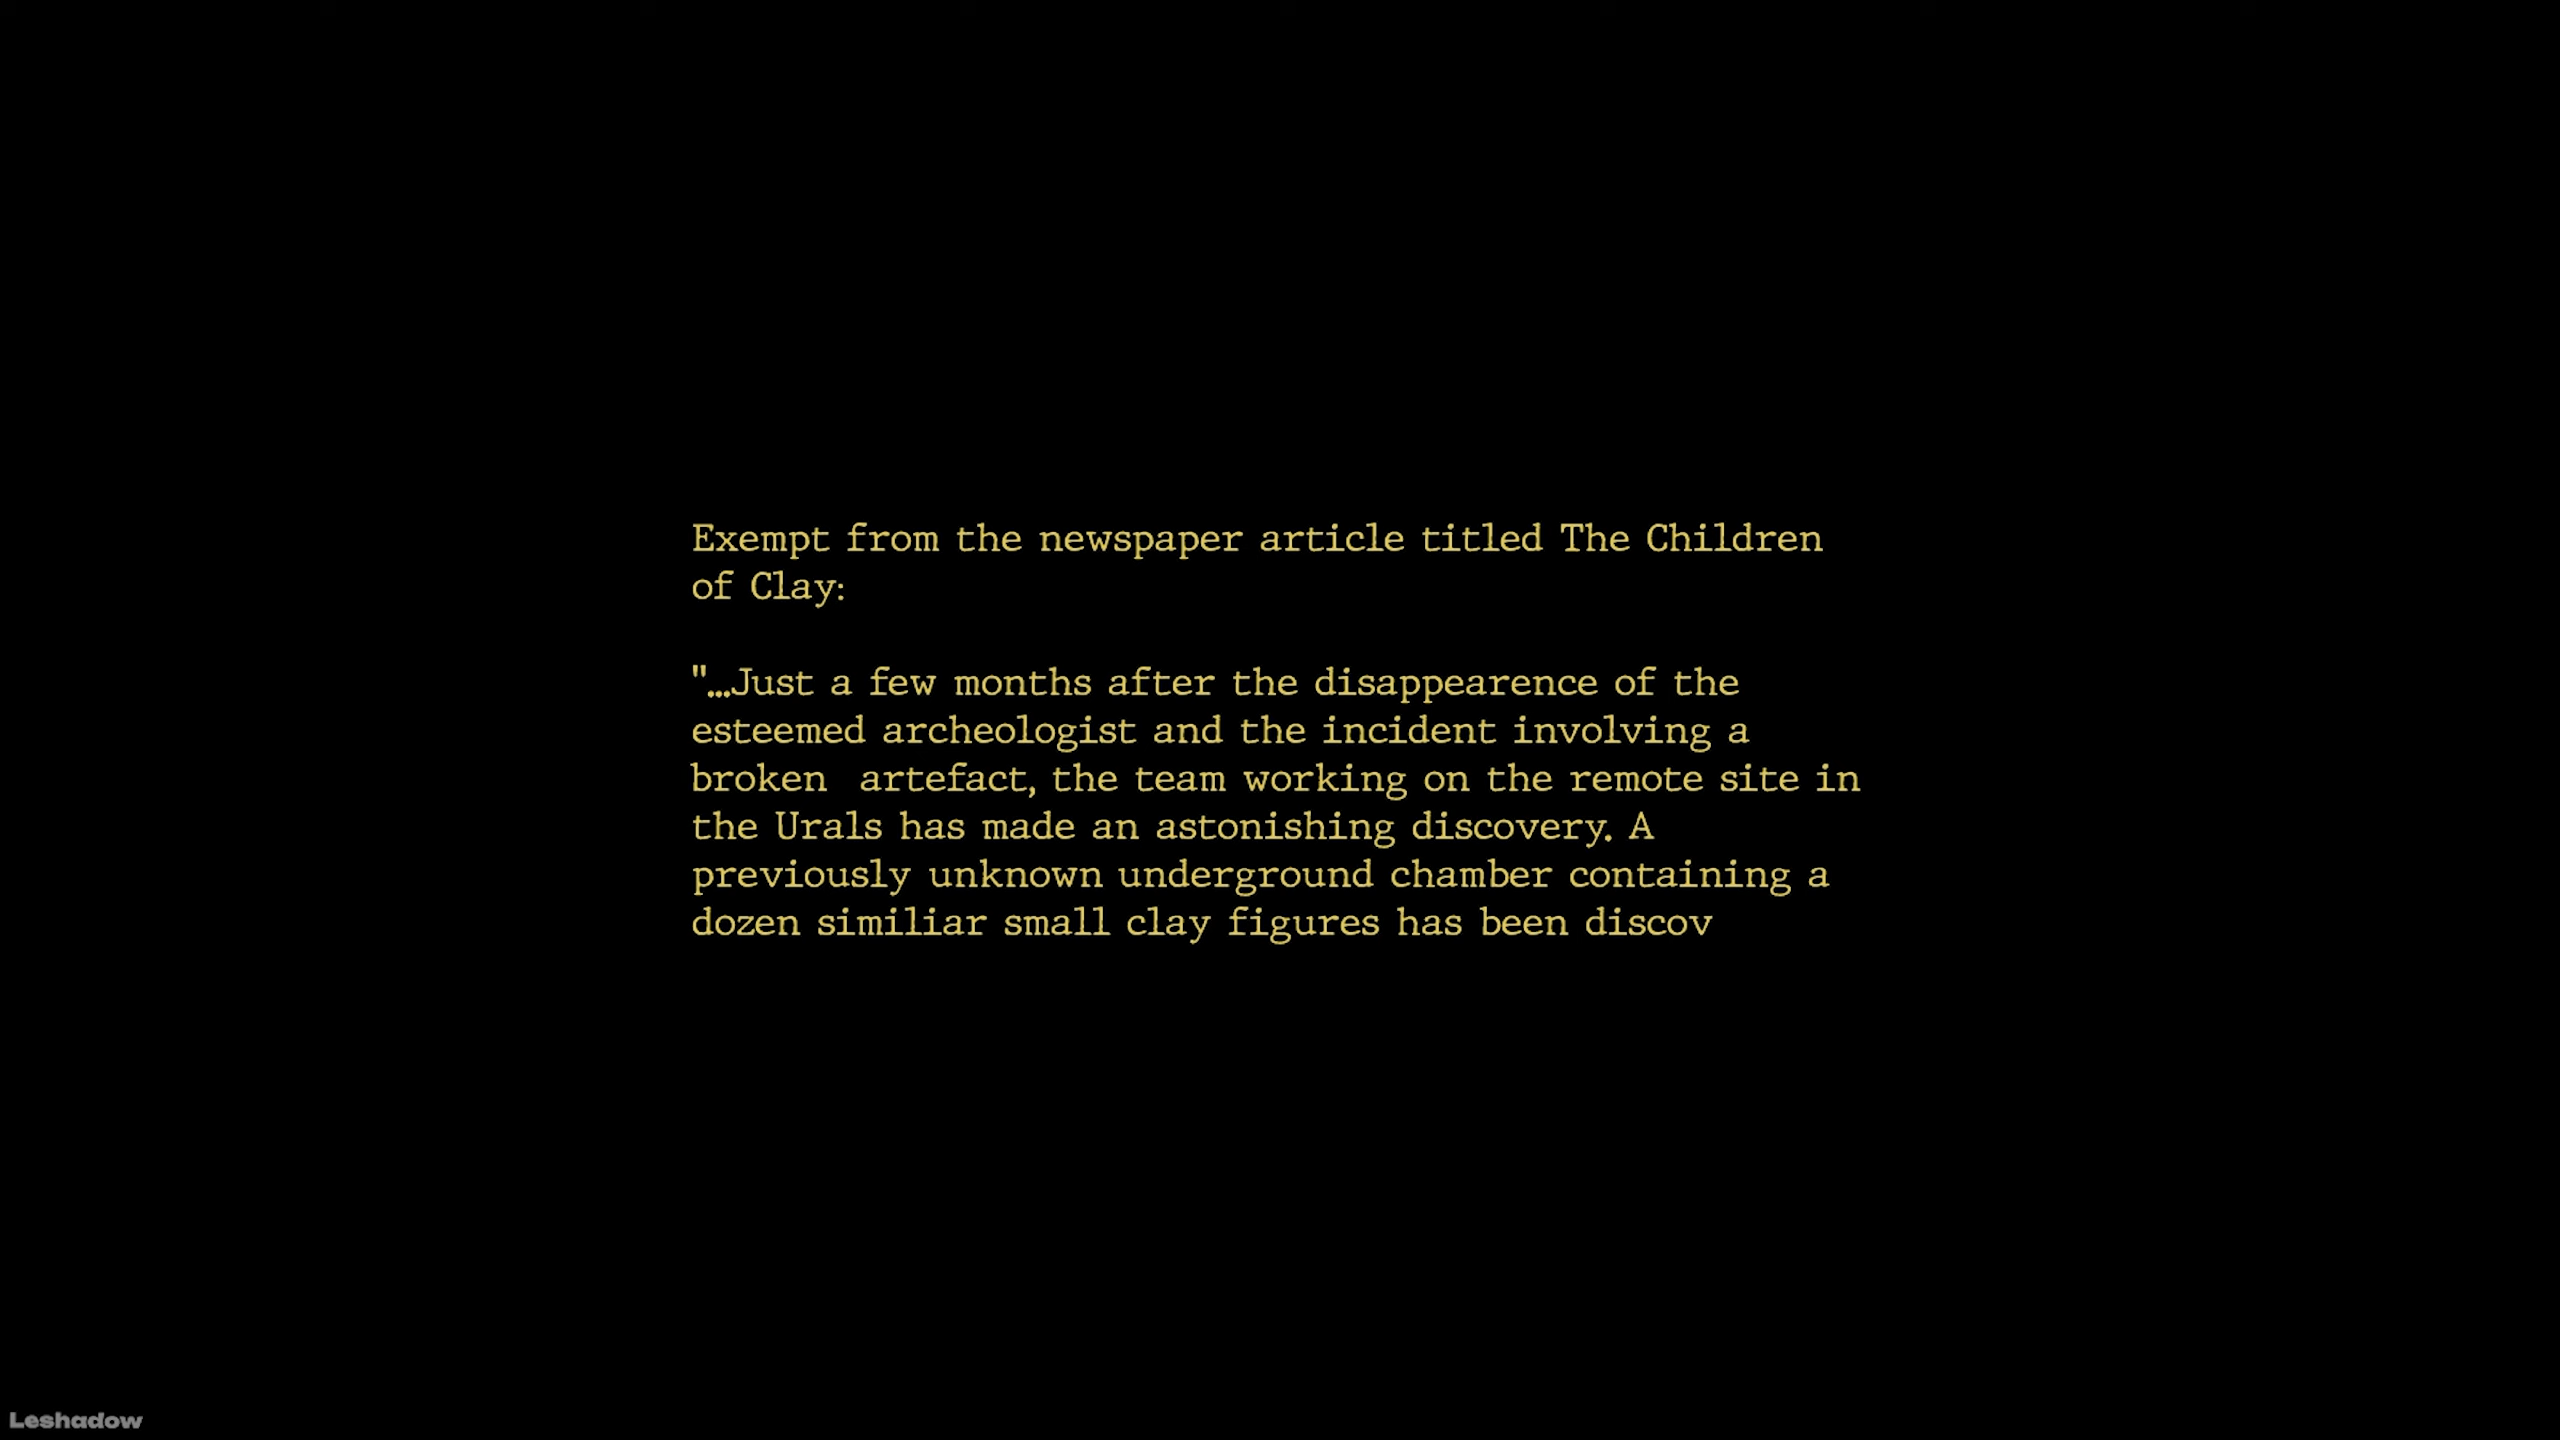 Exempt from the newspaper article titled The Children
of Clay:
"…Just a few months after the disappearence of the
esteemed archeologist and the incident involving a
broken  artefact, the team working on the remote site in
the Urals has made an astonishing discovery. A
previously unknown underground chamber containing a
dozen similiar small clay figures has been discov
Leshadow